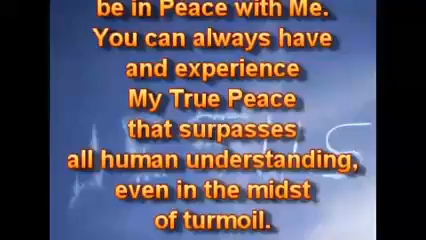 be in Peace with Me.
You can always have
and experience
My True Peace
that surpasses
all human understanding,
even in the midst
of turmoil.